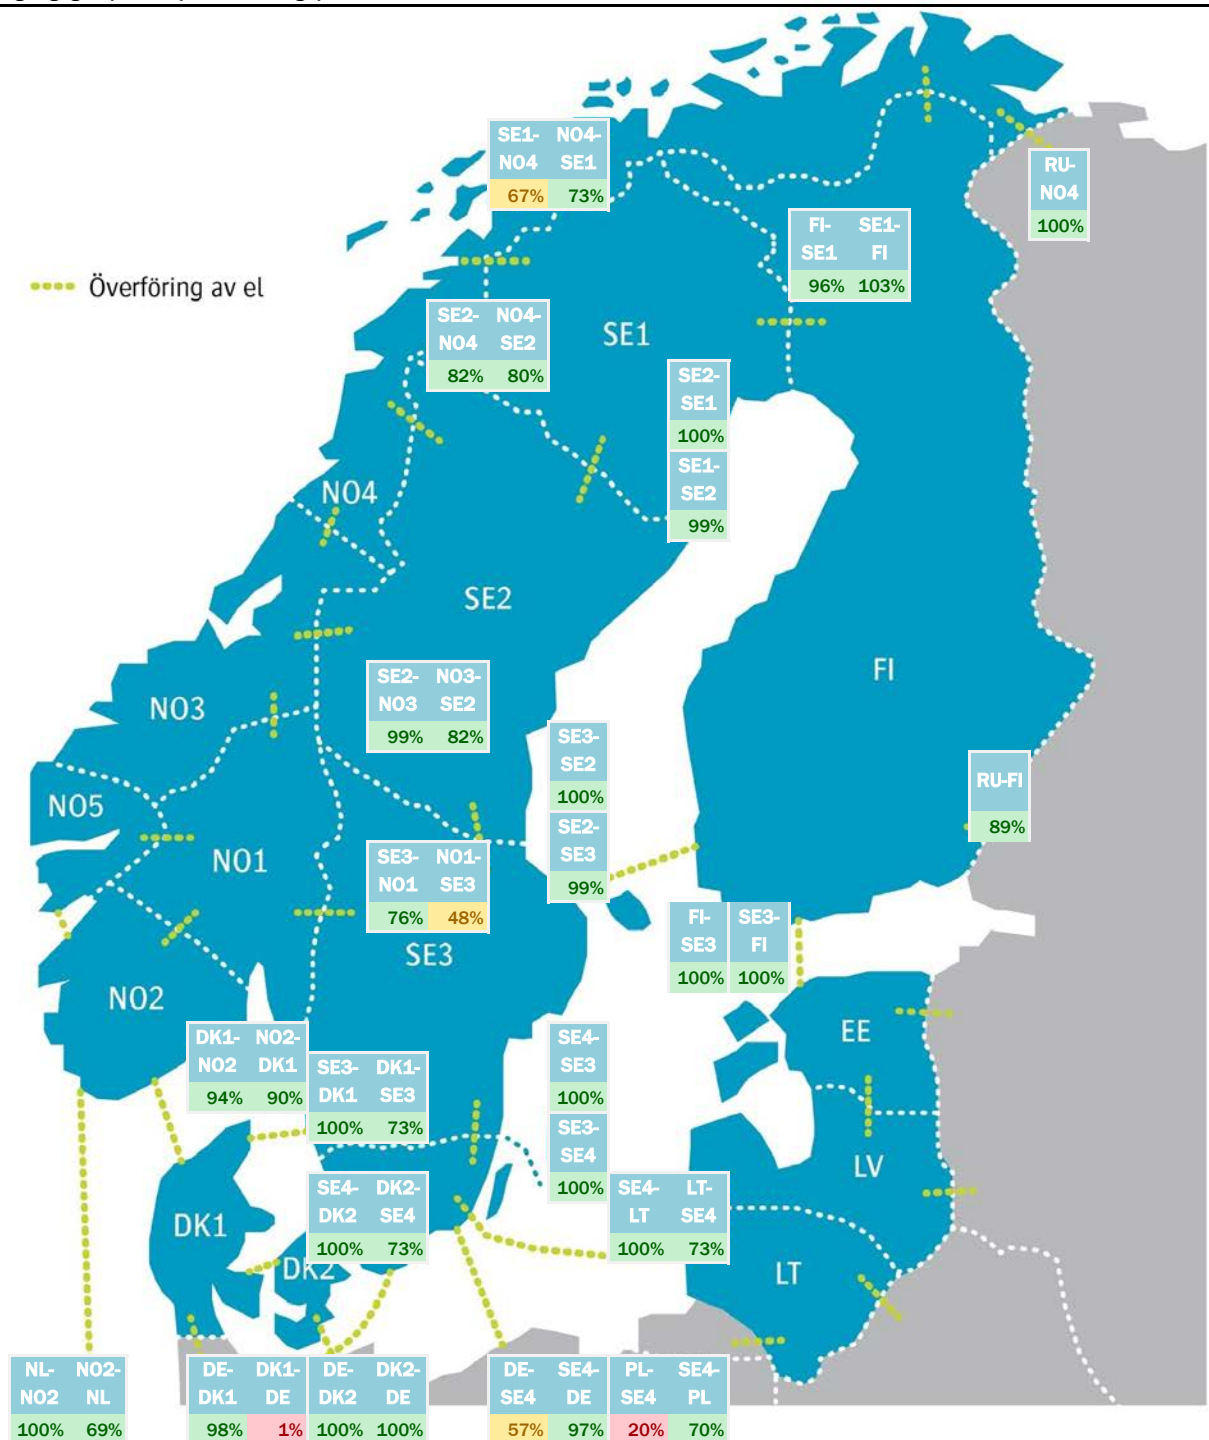 SE1- NO4-
NO4 SE1
67% 73%
RU-
NO4
100%
FI- SE1-
SE1 FI
96% 103%
Överföring av el
SE2- NO4-
NO4 SE2
82% 80%
SE1
SE2-
SE1
100%
SE1-
SE2
99%
NO4
SE2
FI
SE2- NO3-
NO3 SE2
99% 82%
NO3
SE3-
SE2
100%
RU-FI
89%
NO5
SE2-
SE3
99%
NO1
SE3- NO1-
NO1 SE3
76% 48%
FI- SE3-
SE3 FI
100% 100%
SE3
NO2
EE
DK1- NO2-
NO2 DK1
94% 90%
SE3- DK1-
DK1 SE3
100% 73%
SE4-
SE3
100%
SE3-
SE4
100%
LV
SE4- DK2-
DK2 SE4
100% 73%
SE4- LT-
LT SE4
100% 73%
DK1
DK2
LT
NL- NO2-
NO2 NL
100% 69%
DE- DK1- DE- DK2-
DK1 DE DK2 DE
98% 1% 100% 100%
DE- SE4- PL- SE4-
SE4 DE SE4 PL
57% 97% 20% 70%